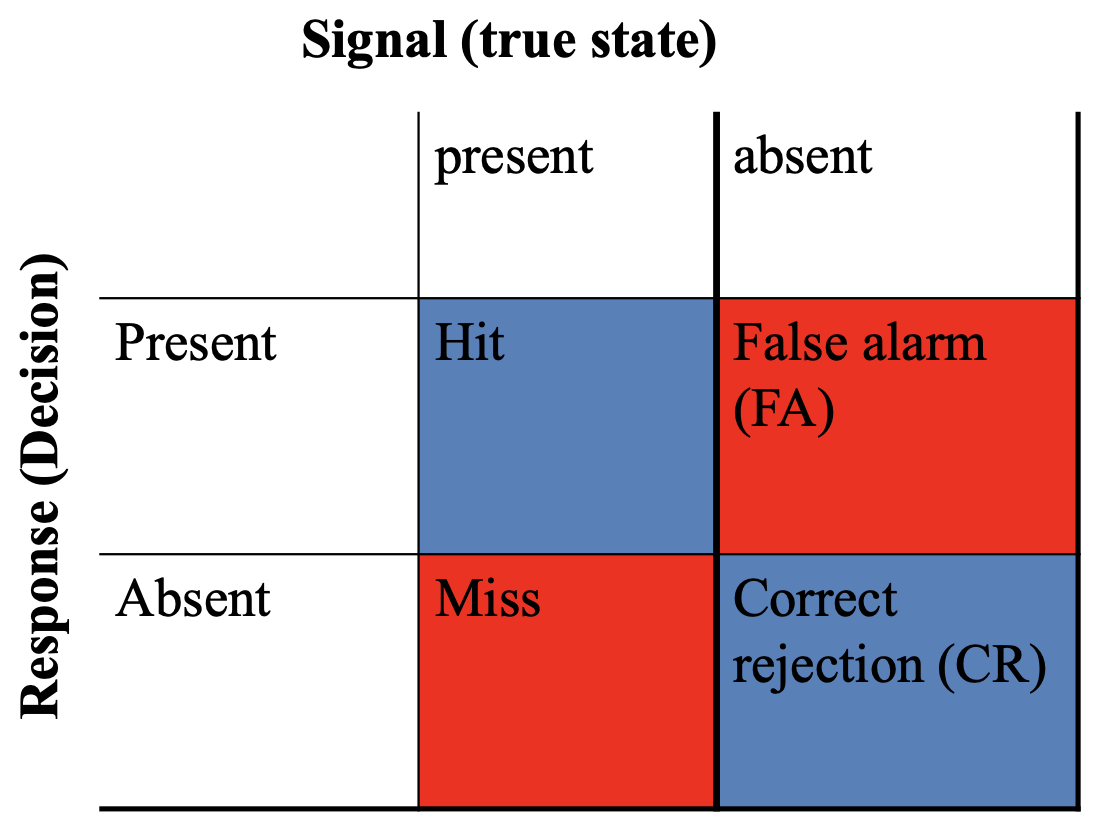 Signal (true state)
present
absent
Response (Decision)
Present
Hit
False alarm
(FA)
Absent
Miss
Correct
rejection (CR)